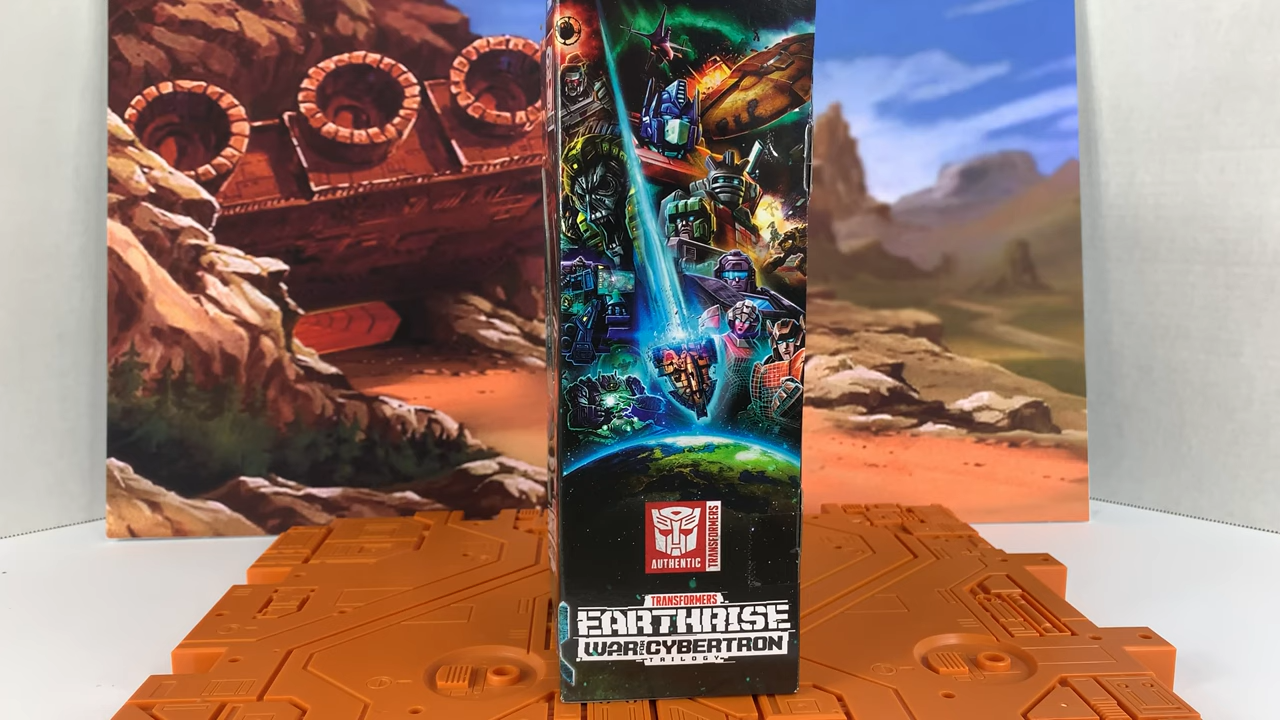 AUTHENTIC
TRANSFORMERS
TRANSFORMERS
EARTHRISE
WAR FOR CYBERTRON
TRILOGY